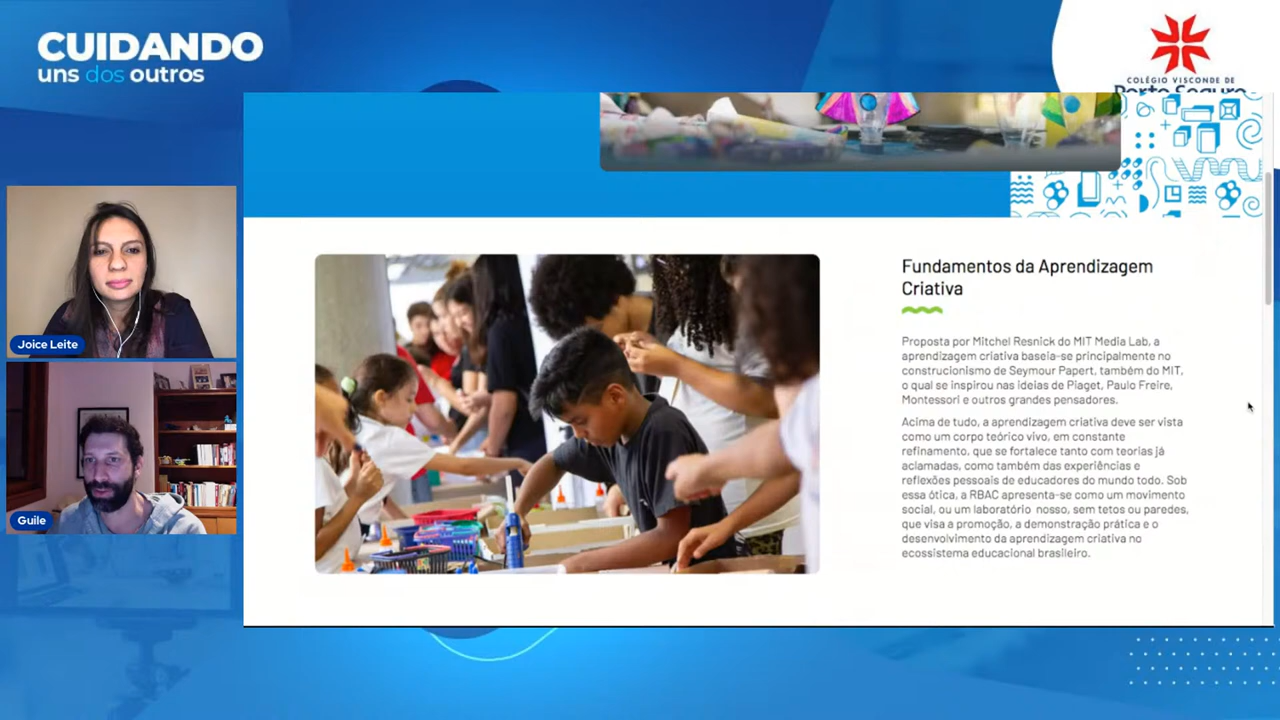 CUIDANDO
uns dos outros
COLÉGIO VISCONDE DE
Porto Seguro
Joice Leite
Guile
Fundamentos da Aprendizagem
Criativa
Proposta por Mitchel Resnick do MIT Media Lab, a
aprendizagem criativa baseia-se principalmente no
construcionismo de Seymour Papert, também do MIT,
o qual se inspirou nas ideias de Piaget, Paulo Freire,
Montessori e outros grandes pensadores.
Acima de tudo, a aprendizagem criativa deve ser vista
como um corpo teórico vivo, em constante
refinamento, que se fortalece tanto com teorias já
aclamadas, como também das experiências e
reflexões pessoais de educadores do mundo todo. Sob
essa ótica, a RBAC apresenta-se como um movimento
social, ou um laboratório nosso, sem tetos ou paredes,
que visa a promoção, a demonstração prática e o
desenvolvimento da aprendizagem criativa no
ecossistema educacional brasileiro.